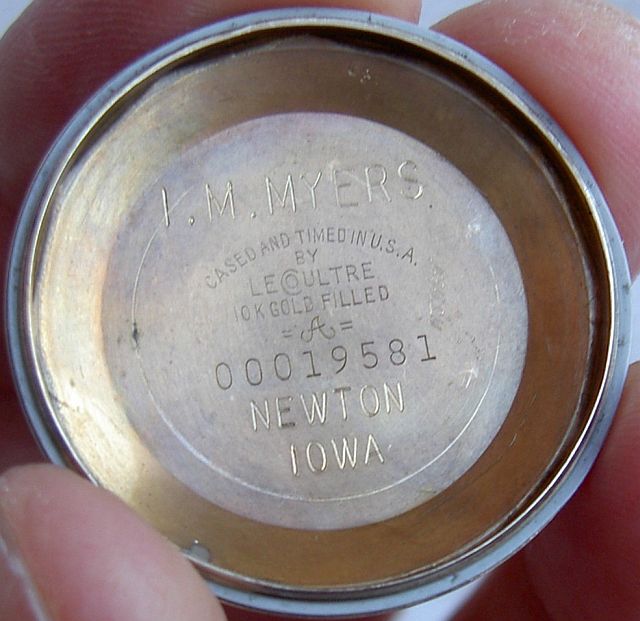 I.M.MYERS.
CASED AND TIMED IN U.S.A.
BY
LECOULTRE
10K GOLD FILLED
=A=
00019581
NEWTON
IOWA